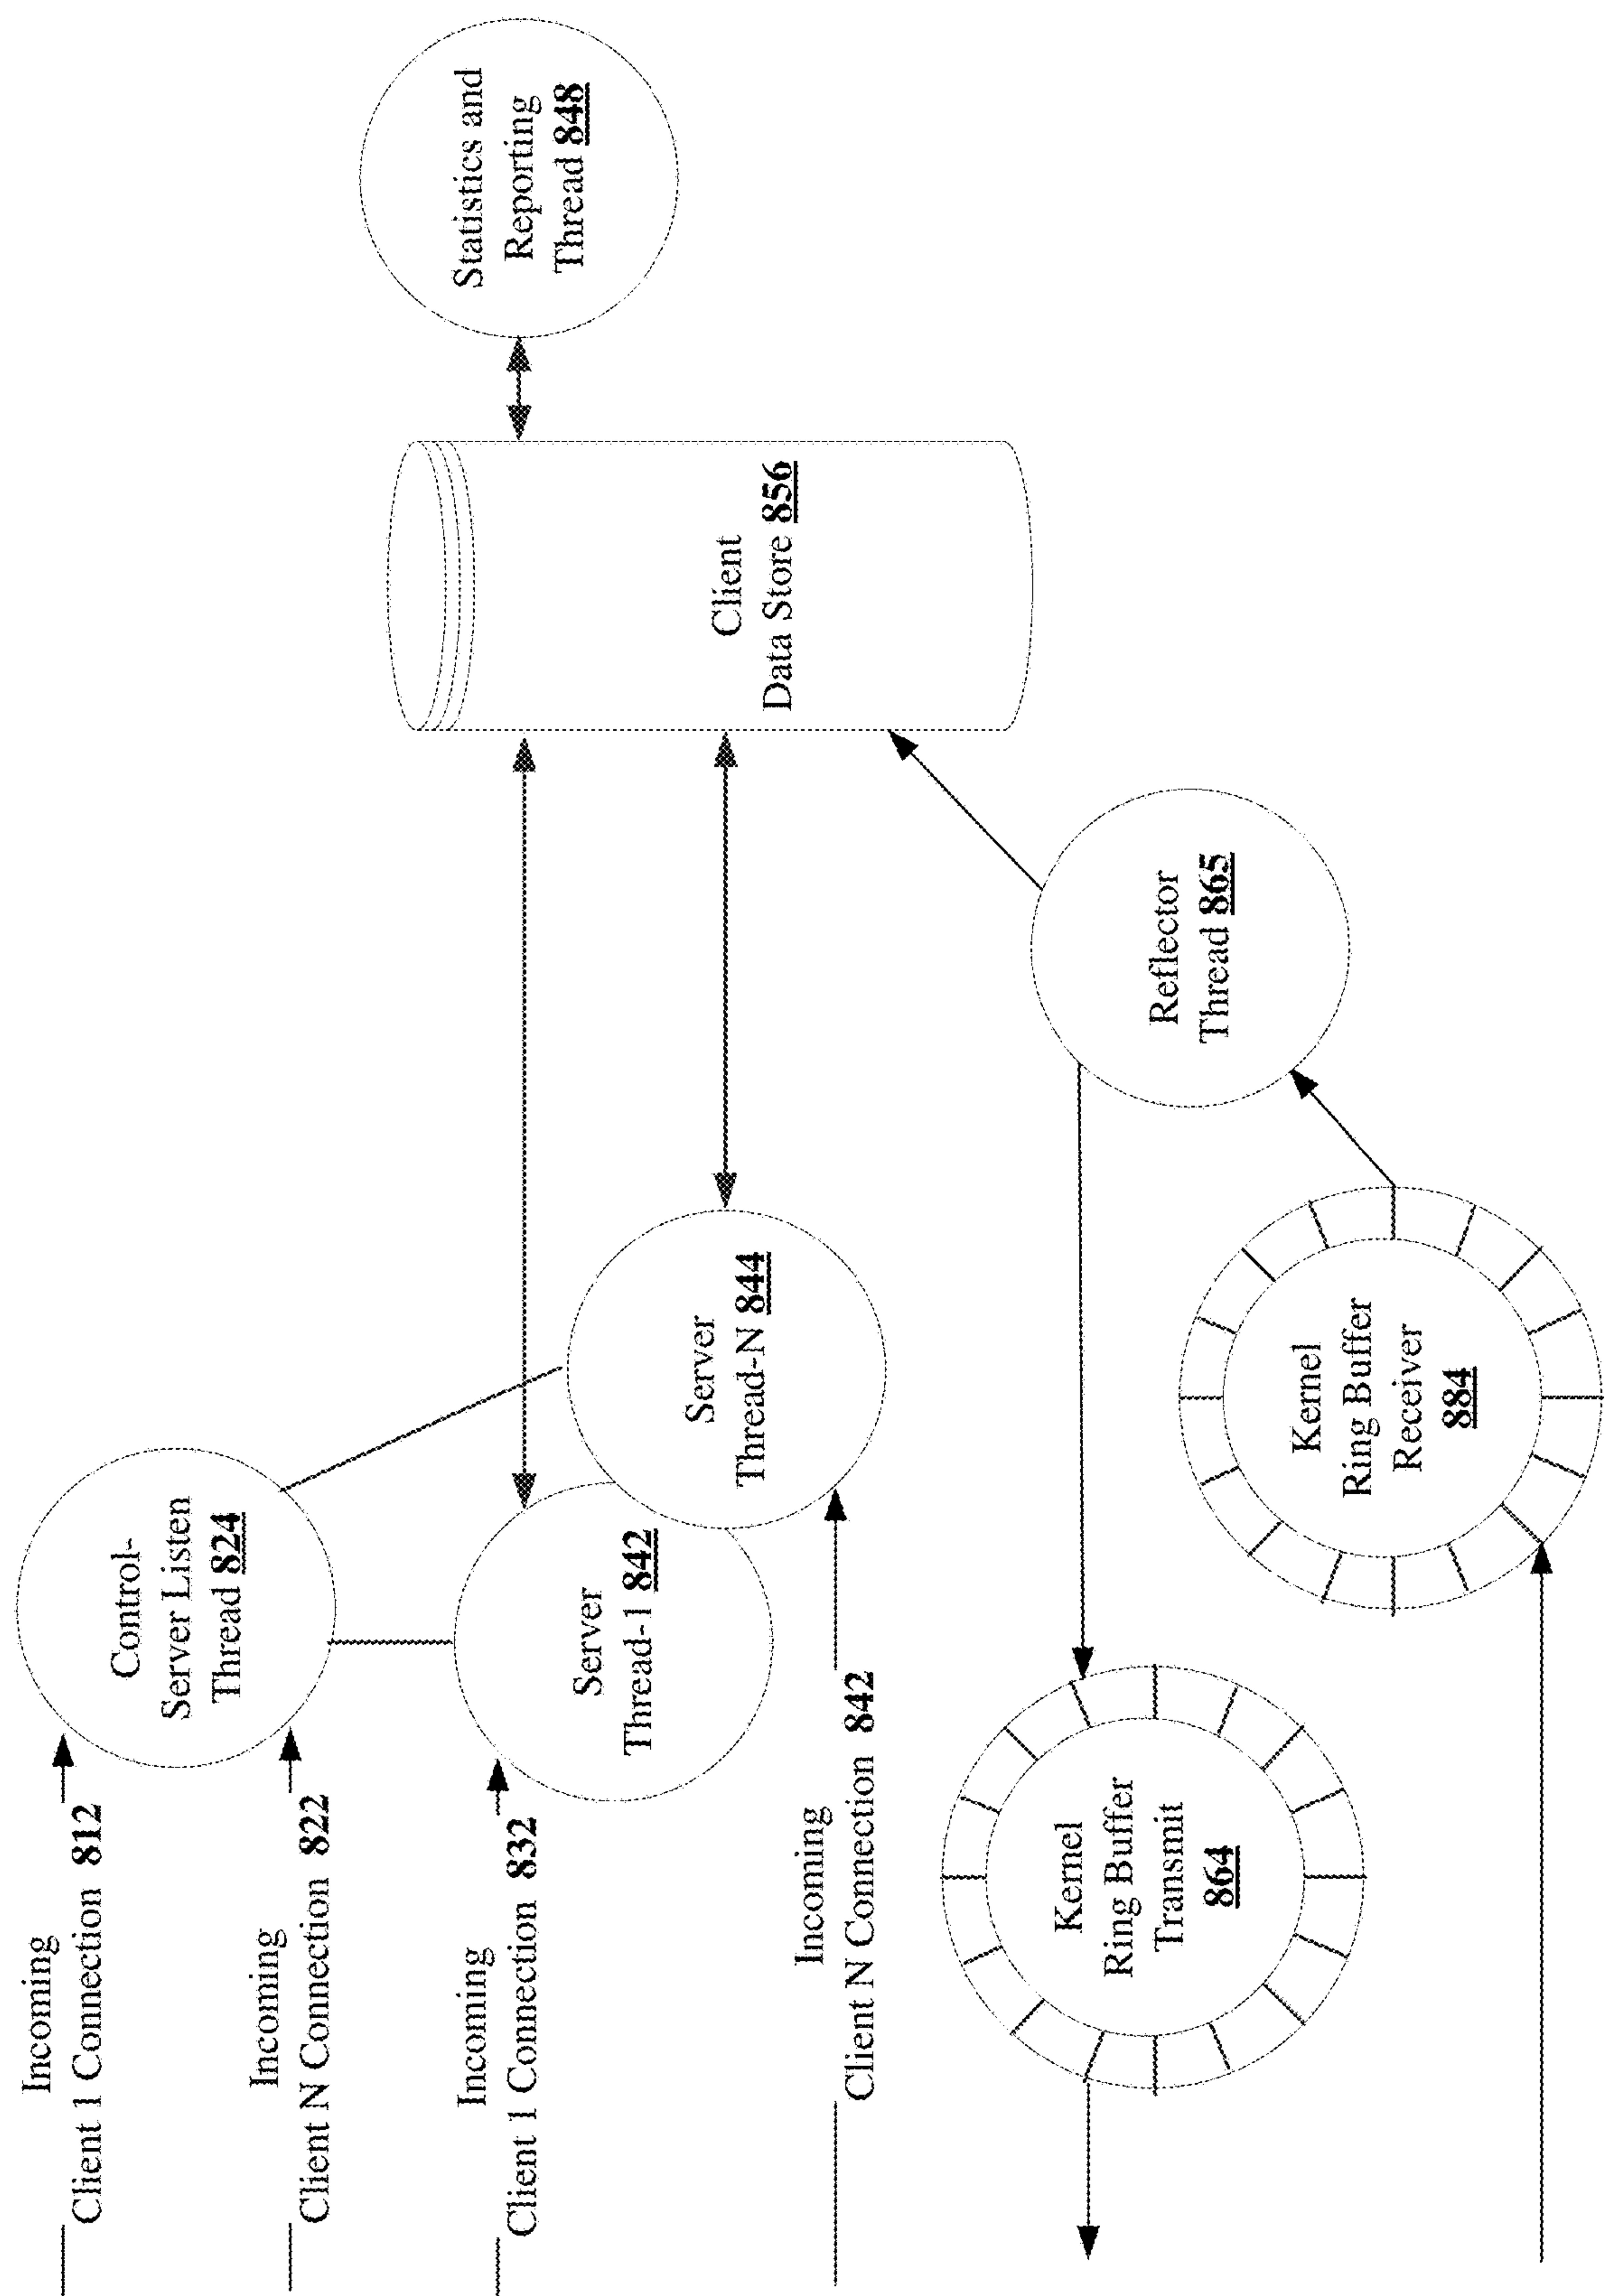 Incoming
Client 1 Connection 812
Control-
Server Listen
Thread 824
Incoming
Client N Connection 822
Statistics and
Reporting
Thread 848
Incoming
Client 1 Connection 832
Server
Thread-1 842
Server
Thread-N 844
Client
Data Store 856
Incoming
Client N Connection 842
Reflector
Thread 865
Kernel
Ring Buffer
Transmit
864
Kernel
Ring Buffer
Receiver
884